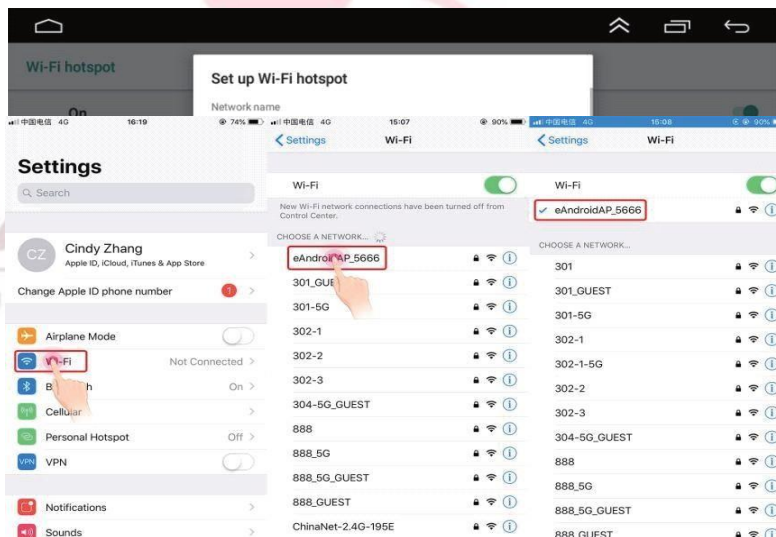 Wi-Fi hotspot
Set up Wi-Fi hotspot
Network name
On
中国电信 4G 16:19 74%
Settings
Search
CZ
Cindy Zhang
Apple ID, iCloud, iTunes & App Store
Change Apple ID phone number 1
Airplane Mode
Wi-Fi Not Connected
On
Cellular
Personal Hotspot Off
VPN VPN
Notifications
Sounds
中国电信 4G 15:07 90%
Settings Wi-Fi
Wi-Fi
New Wi-Fi network connections have been turned off from
Control Center.
CHOOSE A NETWORK...
eAndroidAP_5666
301_GUE
301-5G
302-1
302-2
302-3
304-5G_GUEST
888
888_5G
888_5G_GUEST
888_GUEST
ChinaNet-2.4G-195E
中国电信 4G 15:08 90%
Settings Wi-Fi
Wi-Fi
eAndroidAP_5666
CHOOSE A NETWORK...
301
301_GUEST
301-5G
302-1
302-1-5G
302-2
302-3
304-5G_GUEST
888
888_5G
888_5G_GUEST
888_GUEST